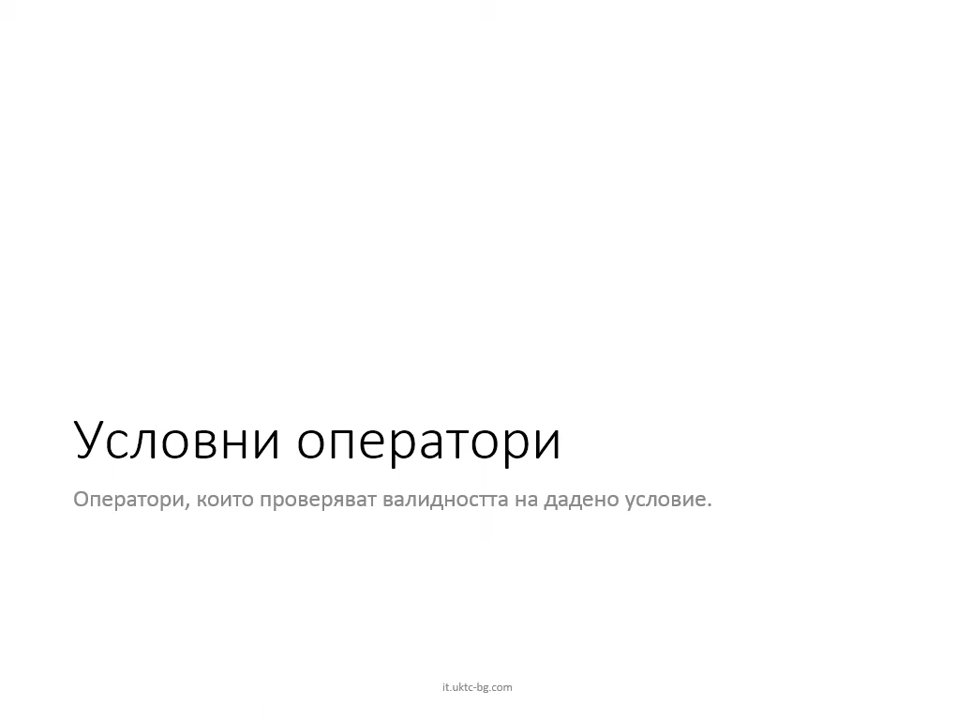 Условни оператори
Оператори, които проверяват валидността на дадено условие.
it.uktc-bg.com